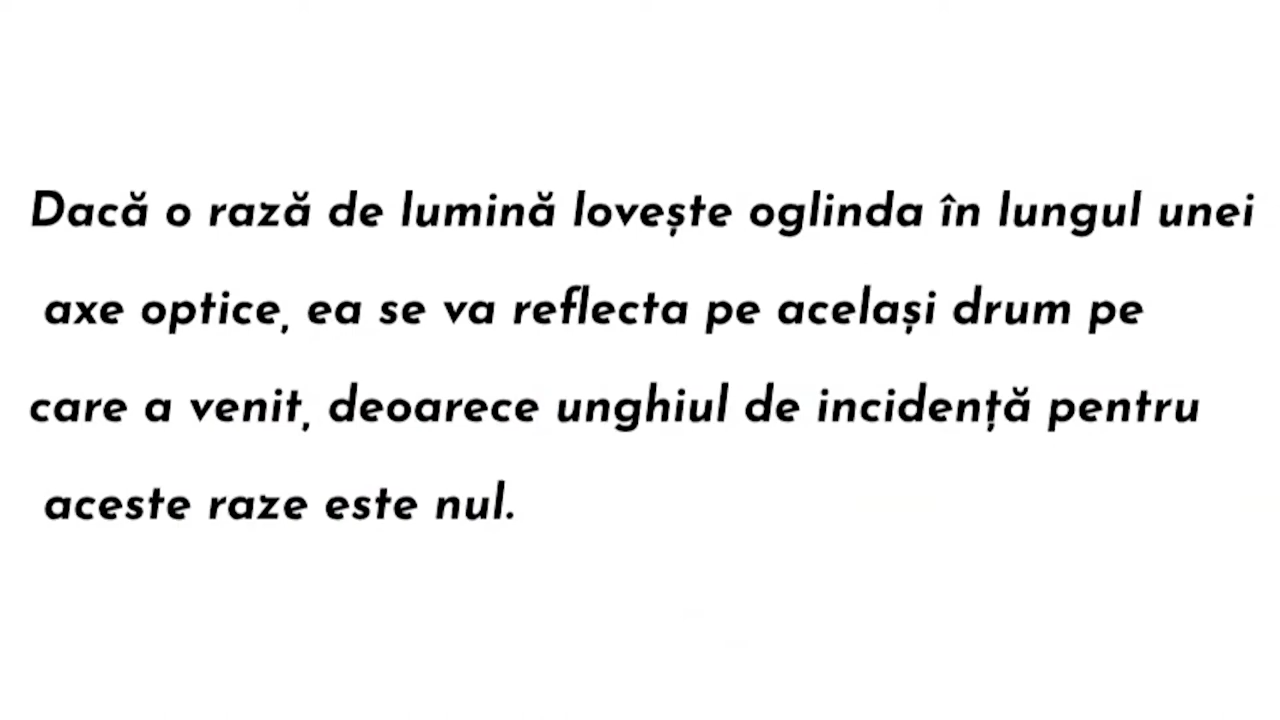 Dacă o rază de lumină lovește oglinda în lungul unei
axe optice, ea se va reflecta pe același drum pe
care a venit, deoarece unghiul de incidență pentru
aceste raze este nul.